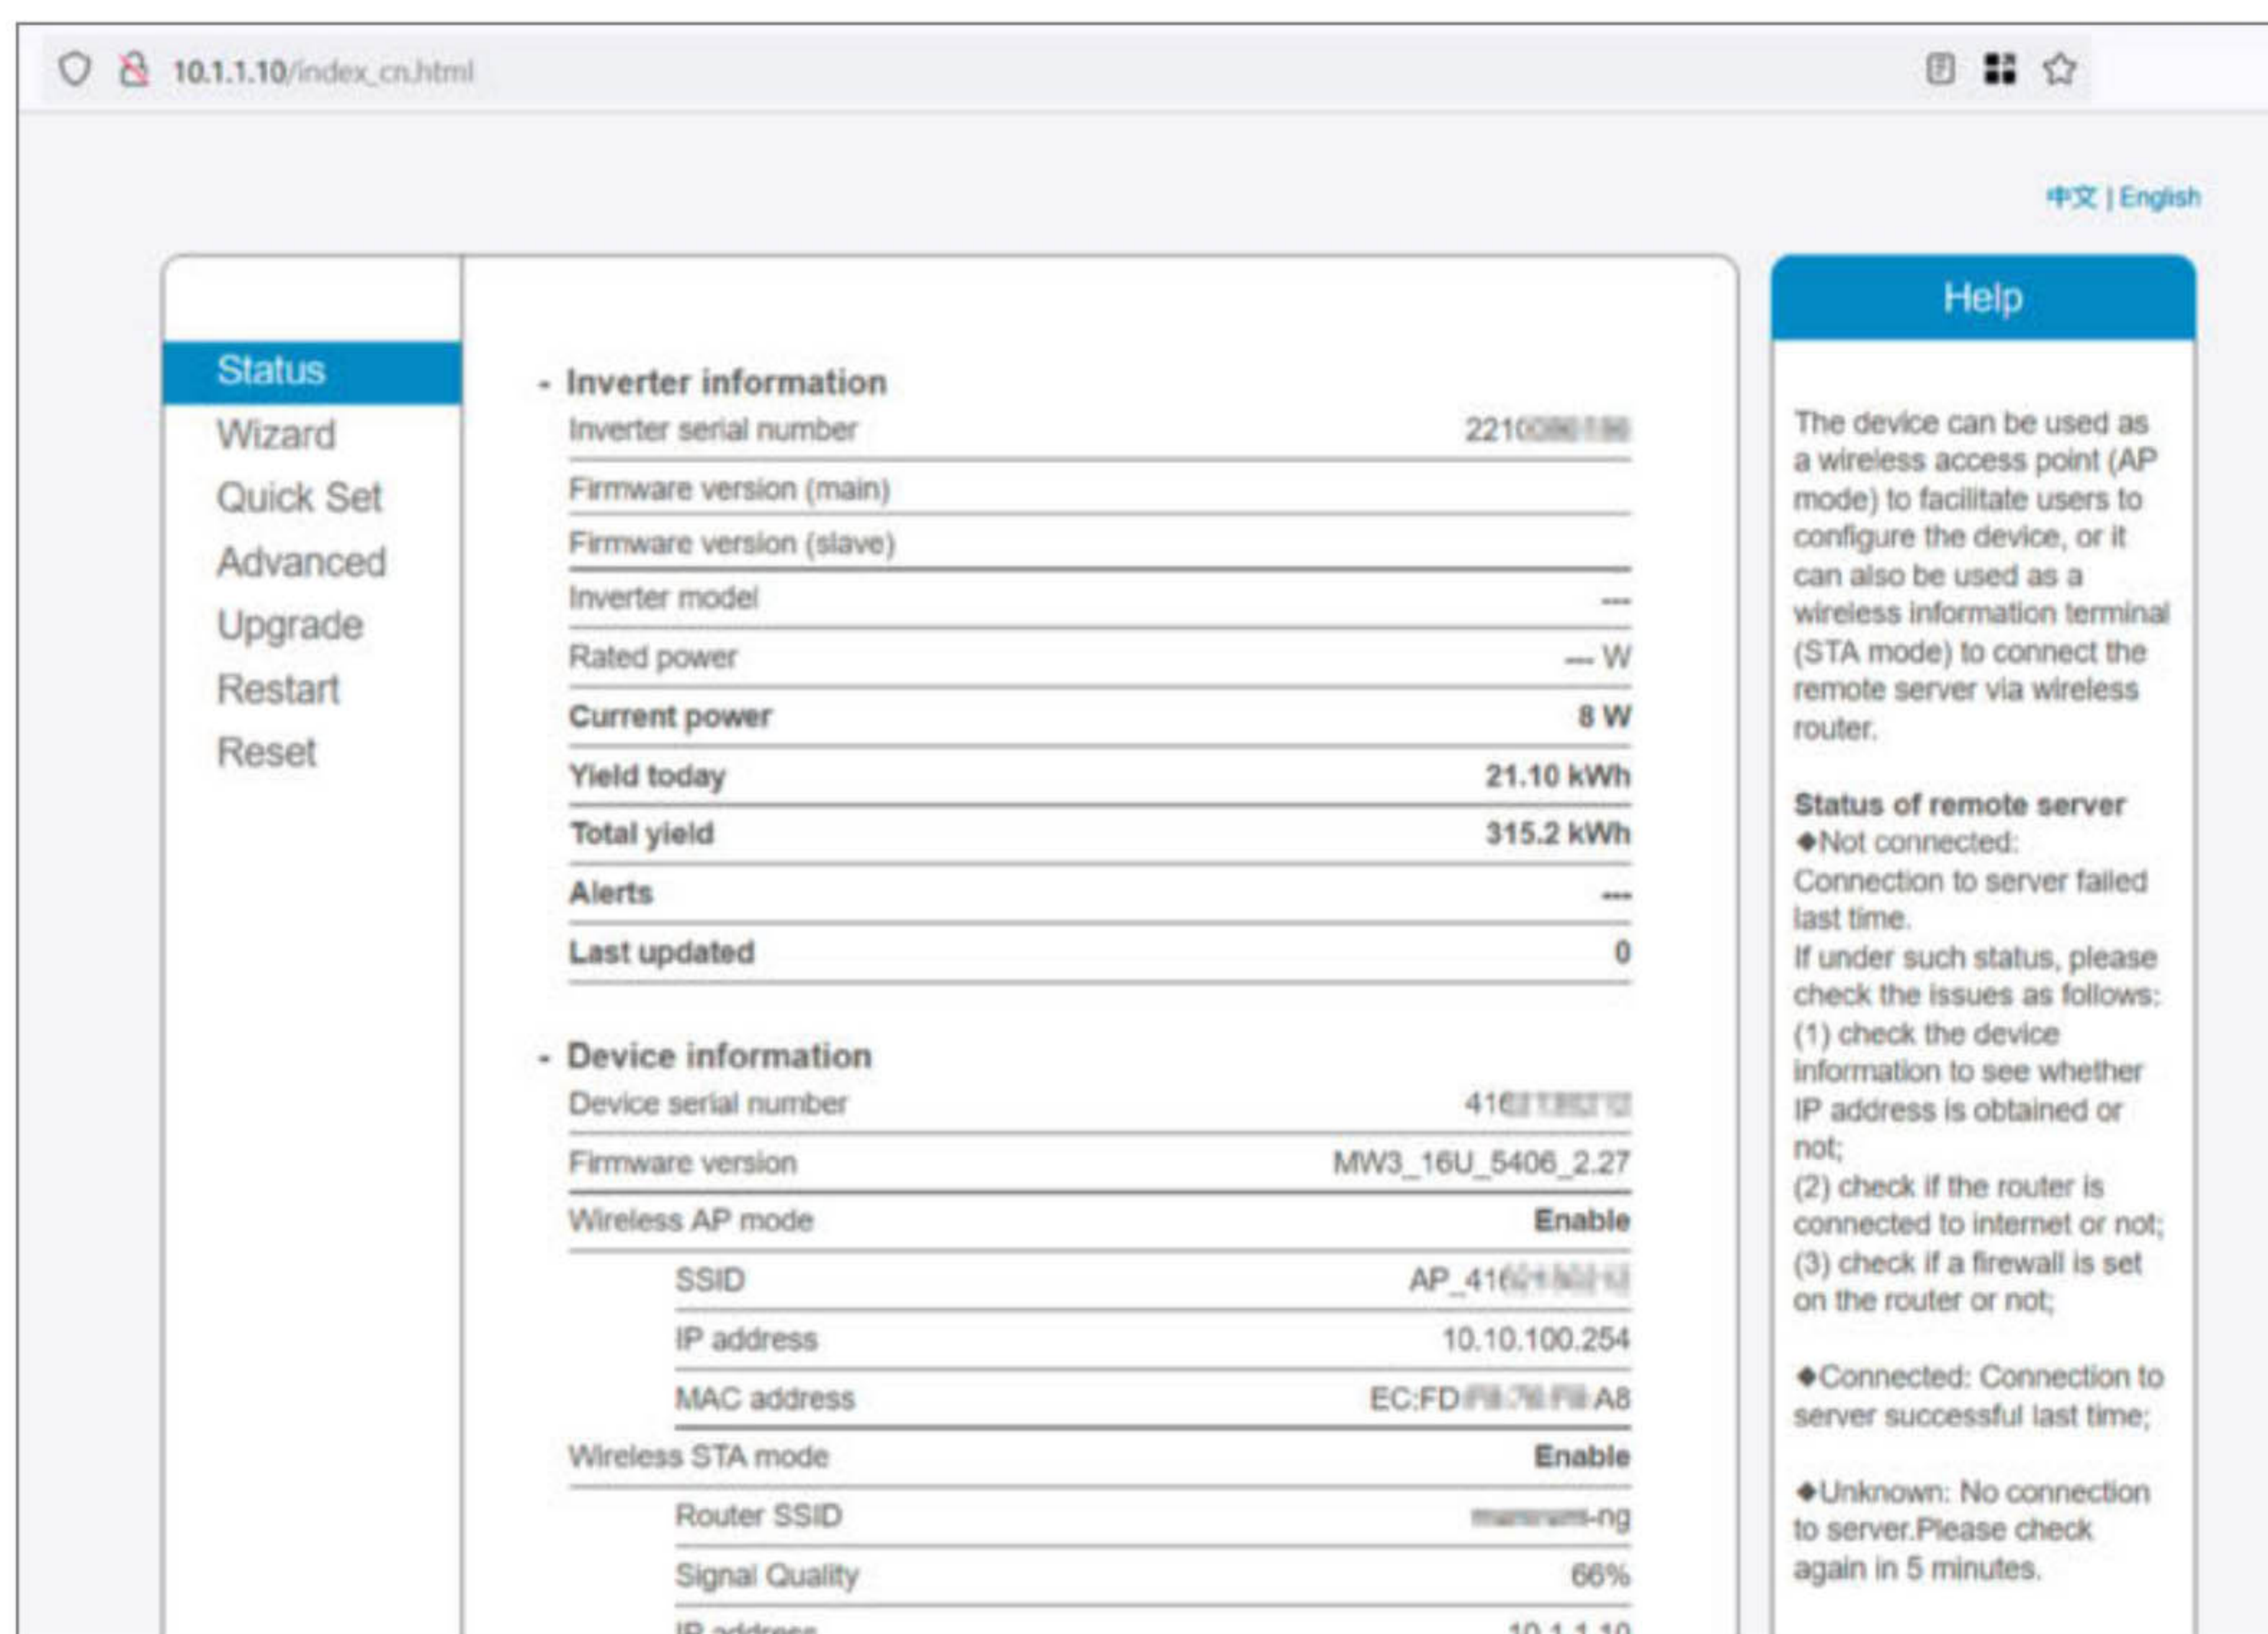 10.1.1.10/index_cn.html
中文 | English
Status
Wizard
Quick Set
Advanced
Upgrade
Restart
Reset
- Inverter information
Inverter serial number 2210
Firmware version (main)
Firmware version (slave)
Inverter model ---
Rated power --- W
Current power 8 W
Yield today 21.10 kWh
Total yield 315.2 kWh
Alerts ---
Last updated 0
- Device information
Device serial number 416
Firmware version MW3_16U_5406_2.27
Wireless AP mode Enable
SSID AP_416
IP address 10.10.100.254
MAC address EC:FD A8
Wireless STA mode Enable
Router SSID -ng
Signal Quality 66%
IP address 10.1.1.10
Help
The device can be used as
a wireless access point (AP
mode) to facilitate users to
configure the device, or it
can also be used as a
wireless information terminal
(STA mode) to connect the
remote server via wireless
router.
Status of remote server
◆Not connected:
Connection to server failed
last time.
If under such status, please
check the issues as follows:
(1) check the device
information to see whether
IP address is obtained or
not;
(2) check if the router is
connected to internet or not;
(3) check if a firewall is set
on the router or not;
◆Connected: Connection to
server successful last time;
◆Unknown: No connection
to server.Please check
again in 5 minutes.